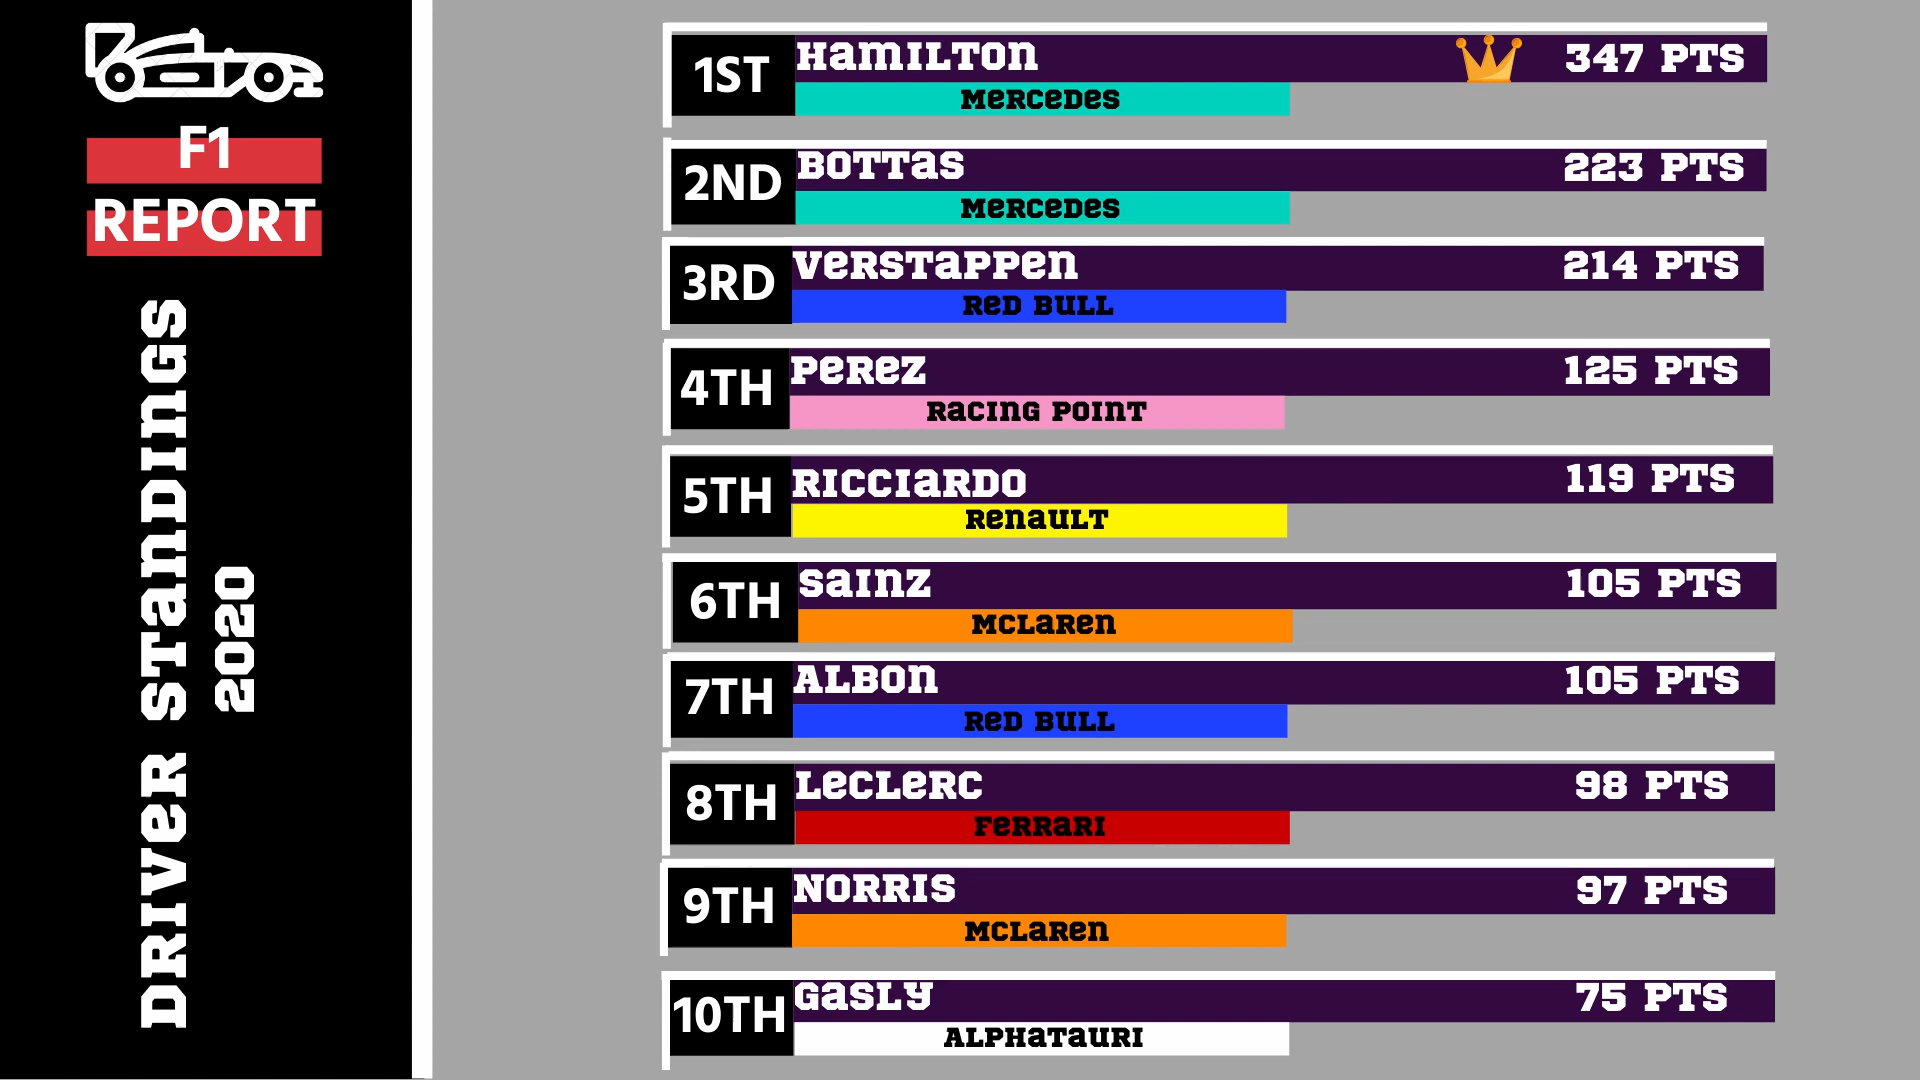 F1
REPORT
DRIVER STANDINGS
2020
1ST
HAMILTON
347 PTS
MERCEDES
2ND
BOTTAS
223 PTS
MERCEDES
3RD
VERSTAPPEN
214 PTS
RED BULL
4TH
PEREZ
125 PTS
RACING POINT
5TH
RICCIARDO
119 PTS
RENAULT
6TH
SAINZ
105 PTS
MCLAREN
7TH
ALBON
105 PTS
RED BULL
8TH
LECLERC
98 PTS
FERRARI
9TH
NORRIS
97 PTS
MCLAREN
10TH
GASLY
75 PTS
ALPHATAURI